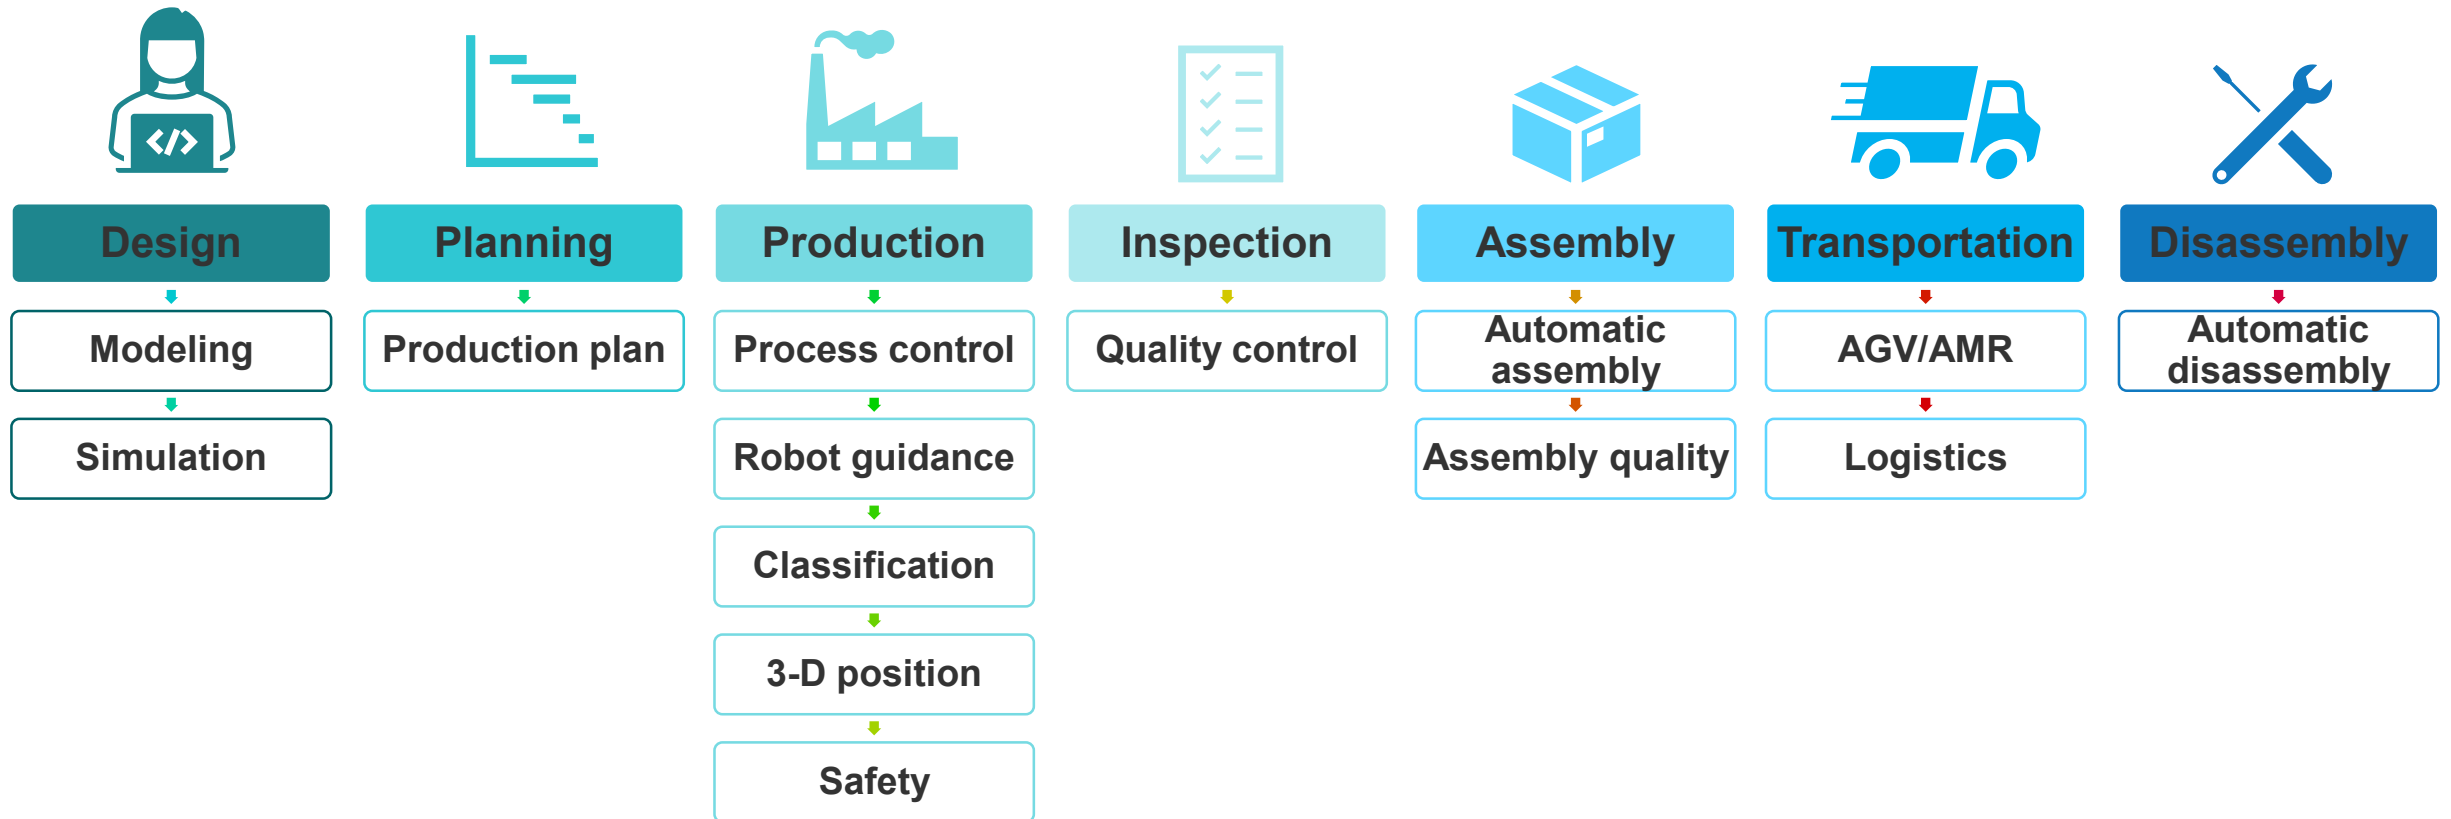 Design
Modeling
Simulation
Planning
Production plan
Production
Process control
Robot guidance
Classification
3-D position
Safety
Inspection
Quality control
Assembly
Automatic
assembly
Assembly quality
Transportation
AGV/AMR
Logistics
Disassembly
Automatic
disassembly